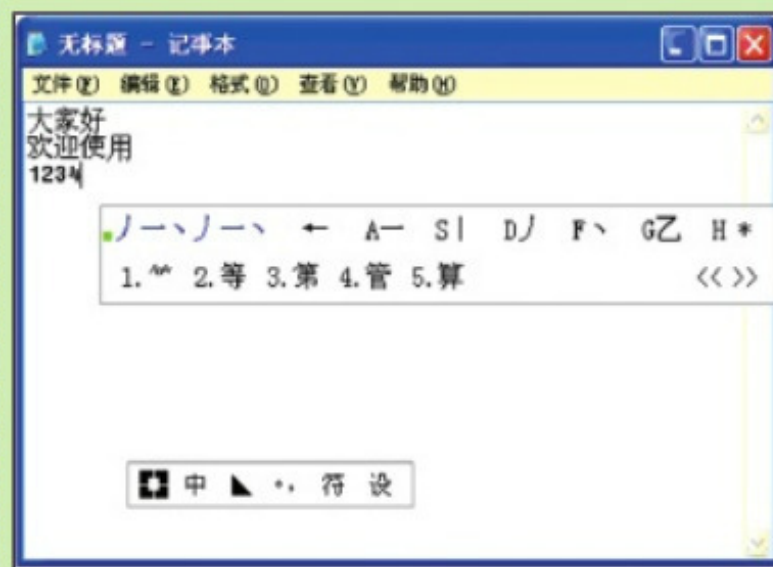 无标题 - 记事本
文件(F) 编辑(E) 格式(O) 查看(V) 帮助(H)
大家好
欢迎使用
1234
丿一丶丿一丶 ← A一 S丨 D丿 F丶 G乙 H *
1.⺮ 2.等 3.第 4.管 5.算 << >>
中 ◣ •, 符 设